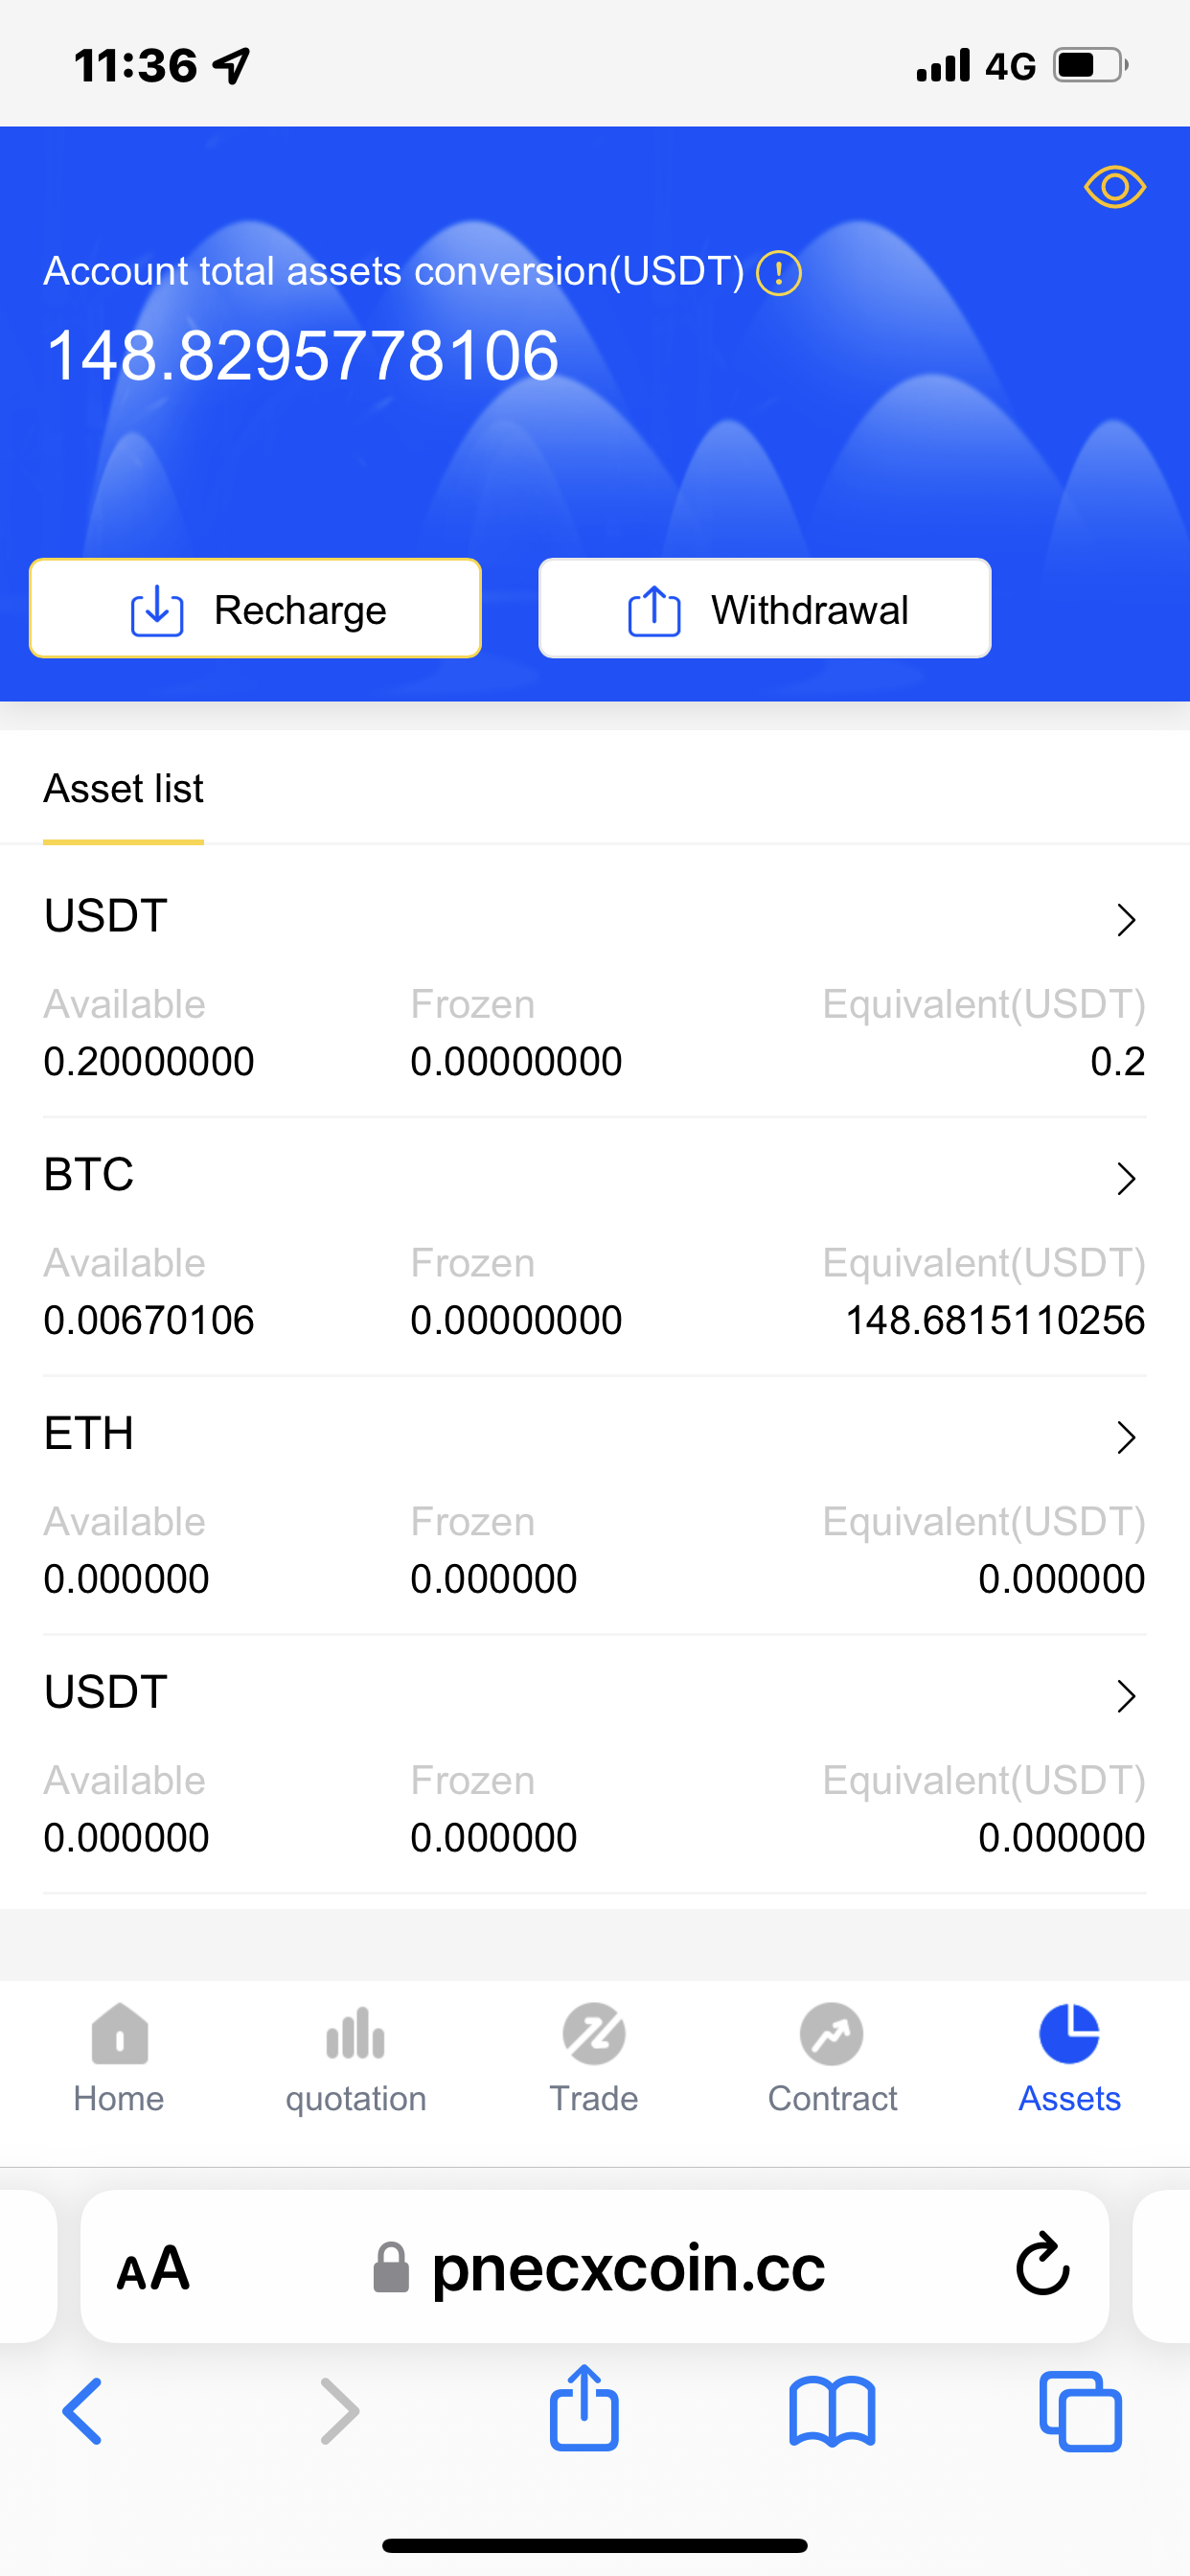 11:36
4G
Account total assets conversion(USDT)
148.8295778106
Recharge Withdrawal
Asset list
USDT
Available Frozen Equivalent(USDT)
0.20000000 0.00000000 0.2
BTC
Available Frozen Equivalent(USDT)
0.00670106 0.00000000 148.6815110256
ETH
Available Frozen Equivalent(USDT)
0.000000 0.000000 0.000000
USDT
Available Frozen Equivalent(USDT)
0.000000 0.000000 0.000000
Home quotation Trade Contract Assets
AA pnecxcoin.cc